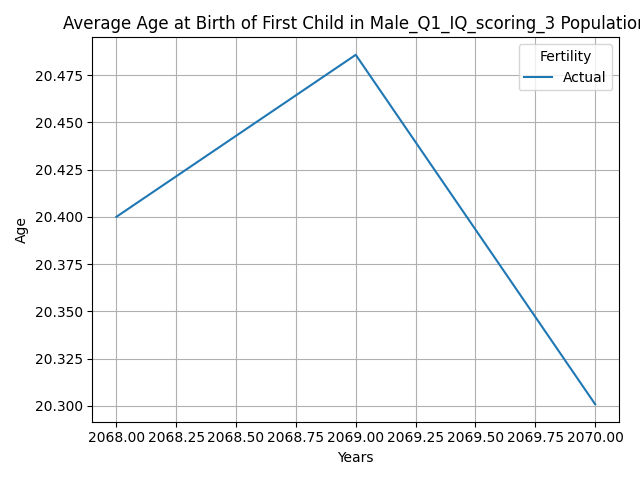 Average Age at Birth of First Child in Male_Q1_IQ_scoring_3 Population
Fertility
Actual
20.475
20.450
20.425
20.400
20.375
20.350
20.325
20.300
Age
2068.00 2068.25 2068.50 2068.75 2069.00 2069.25 2069.50 2069.75 2070.00
Years